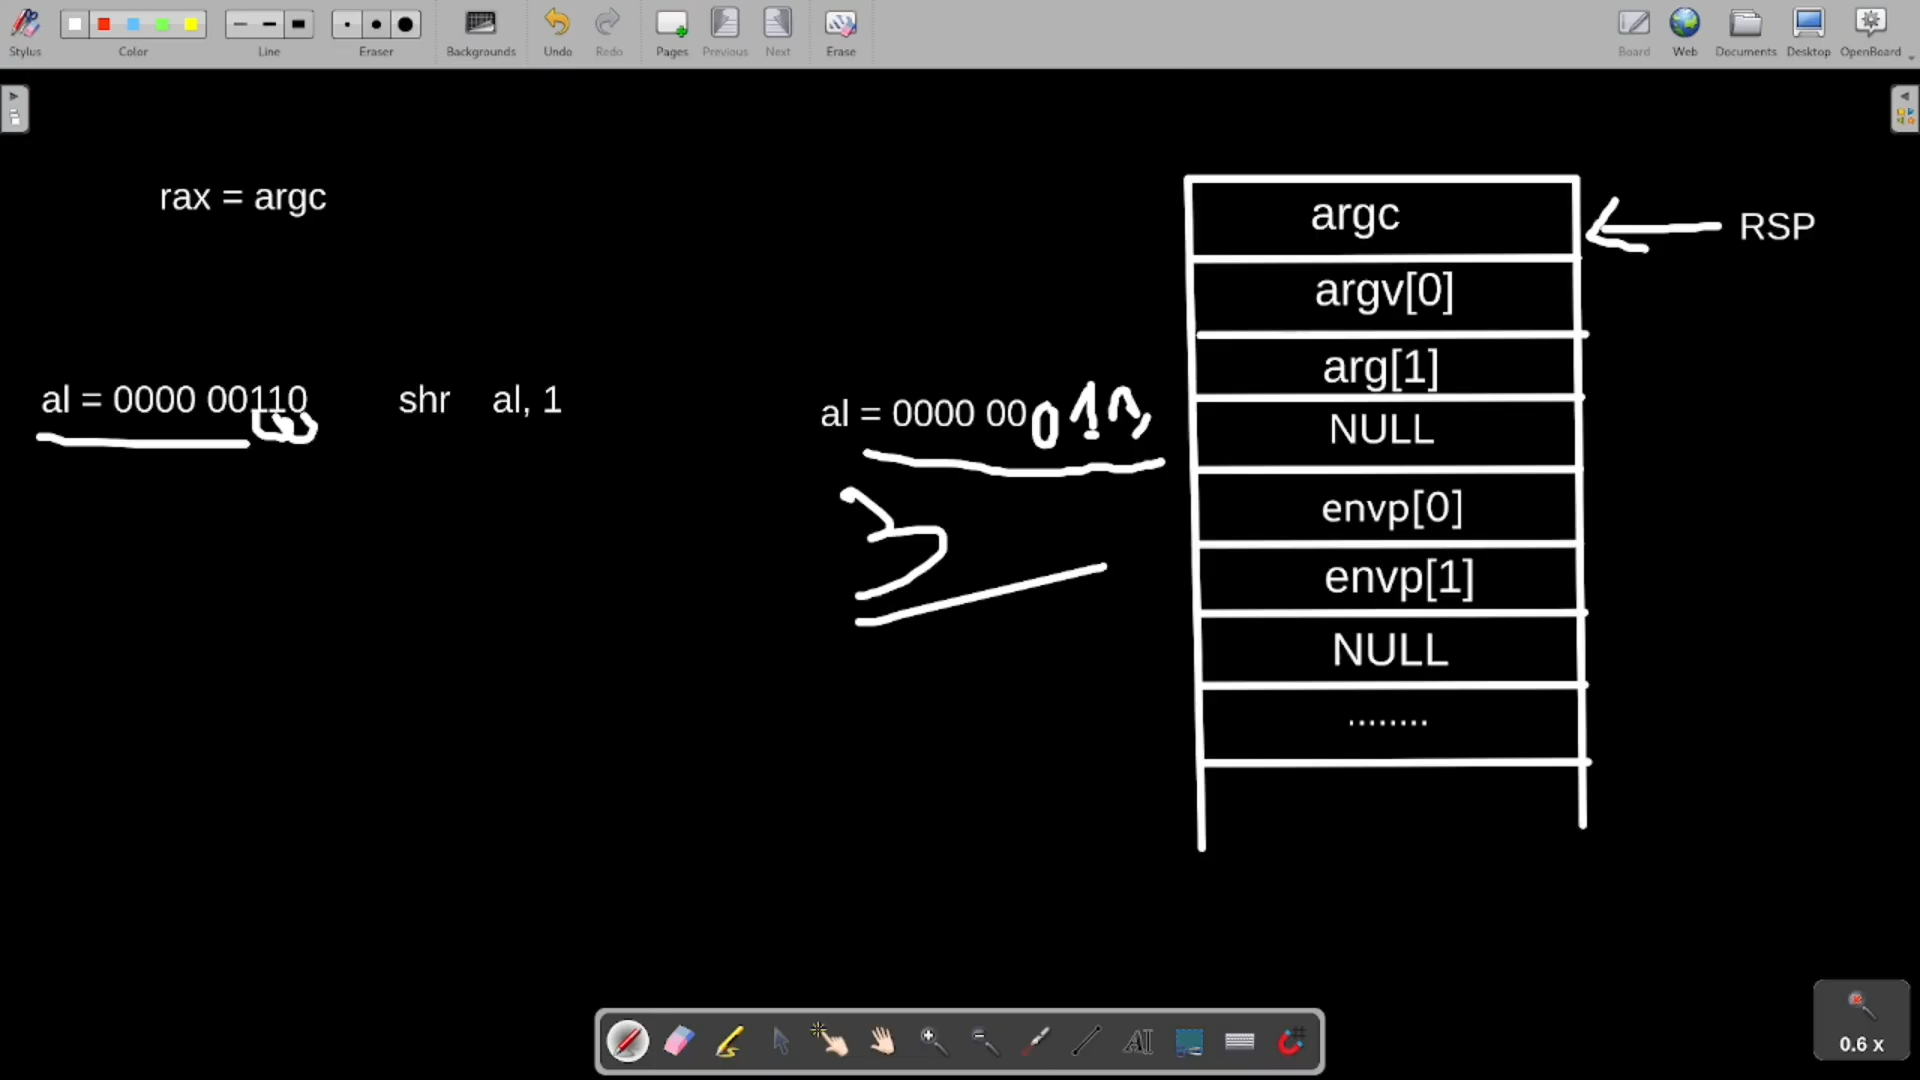 Stylus
Color
Line
Eraser
Backgrounds
Undo
Redo
Pages
Previous
Next
Erase
Board
Web
Documents
Desktop
OpenBoard
rax = argc
al = 0000 00110
shr al, 1
al = 0000 00
3
argc
argv[0]
arg[1]
NULL
envp[0]
envp[1]
NULL
........
RSP
0.6 x